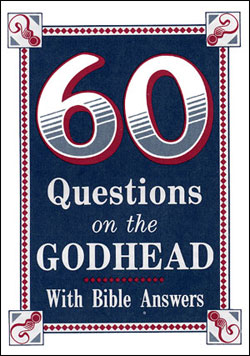 60
Questions
on the
GODHEAD
With Bible Answers